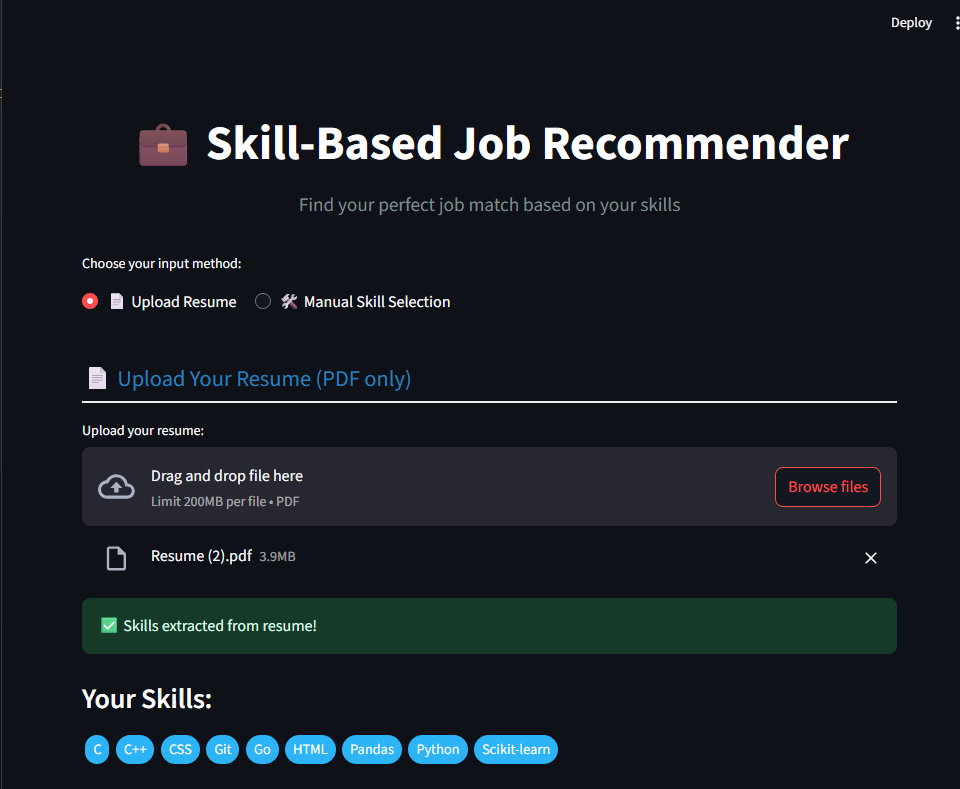 Deploy
💼 Skill-Based Job Recommender
Find your perfect job match based on your skills
Choose your input method:
📄 Upload Resume 🛠️ Manual Skill Selection
📄 Upload Your Resume (PDF only)
Upload your resume:
Drag and drop file here
Limit 200MB per file • PDF
Browse files
Resume (2).pdf 3.9MB
✅ Skills extracted from resume!
Your Skills:
C C++ CSS Git Go HTML Pandas Python Scikit-learn